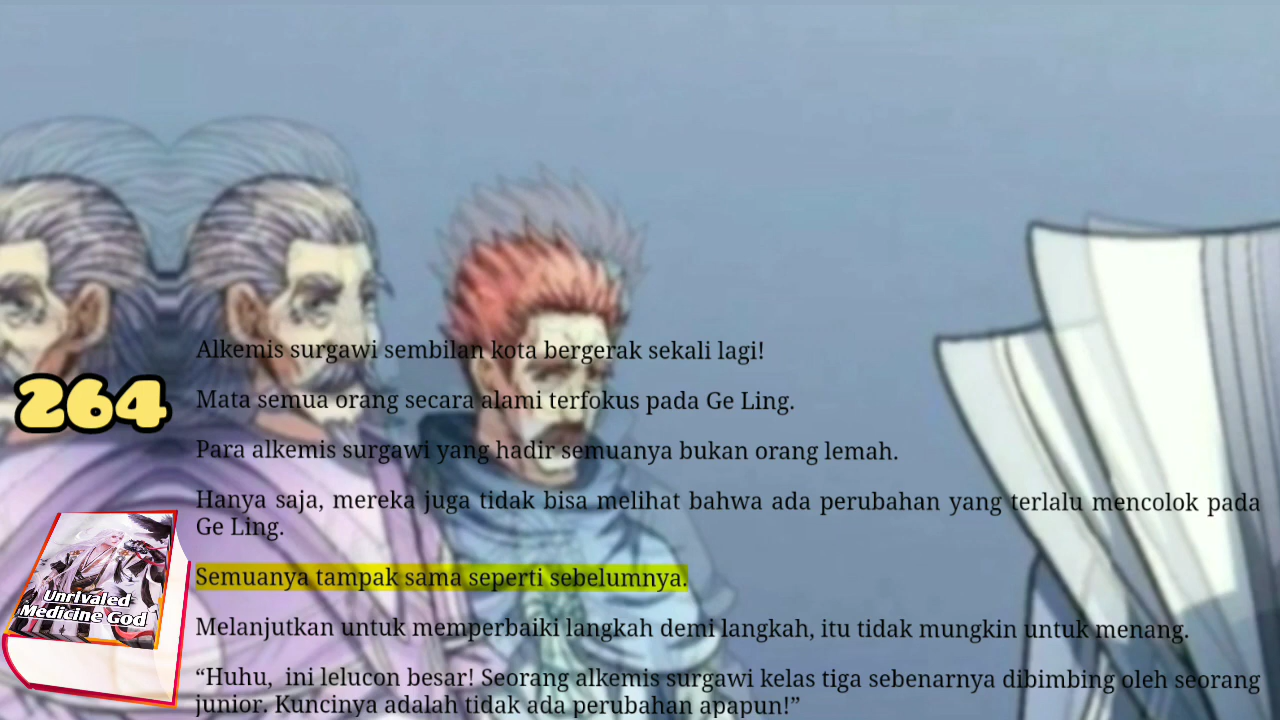 Alkemis surgawi sembilan kota bergerak sekali lagi!
Mata semua orang secara alami terfokus pada Ge Ling.
264
Para alkemis surgawi yang hadir semuanya bukan orang lemah.
Hanya saja, mereka juga tidak bisa melihat bahwa ada perubahan yang terlalu mencolok pada
Ge Ling.
Semuanya tampak sama seperti sebelumnya.
Unrivaled
Medicine God
Melanjutkan untuk memperbaiki langkah demi langkah, itu tidak mungkin untuk menang.
“Huhu, ini lelucon besar! Seorang alkemis surgawi kelas tiga sebenarnya dibimbing oleh seorang
junior. Kuncinya adalah tidak ada perubahan apapun!”